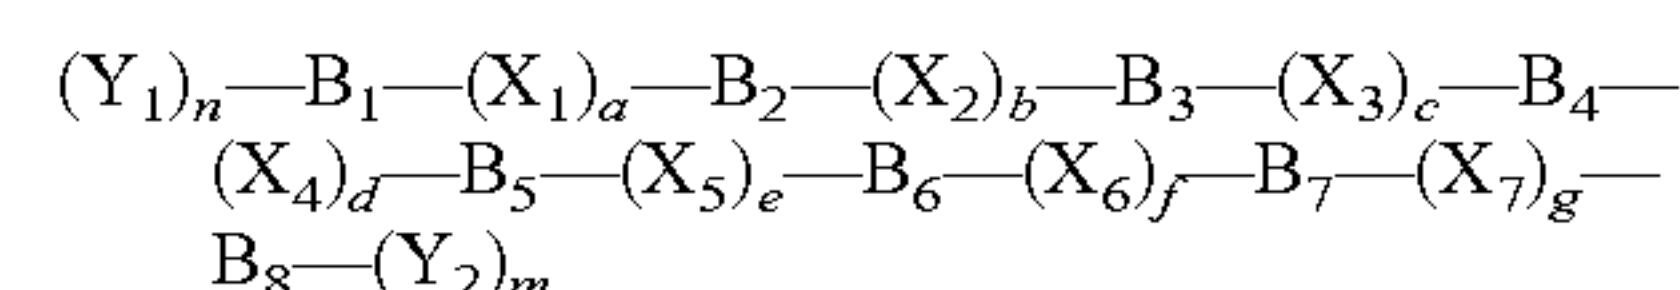 (Y₁)ₙ—B₁—(X₁)ₐ—B₂—(X₂)b—B₃—(X₃)c—B₄—
(X₄)d—B₅—(X₅)ₑ—B₆—(X₆)f—B₇—(X₇)g—
B₈—(Y₂)ₘ